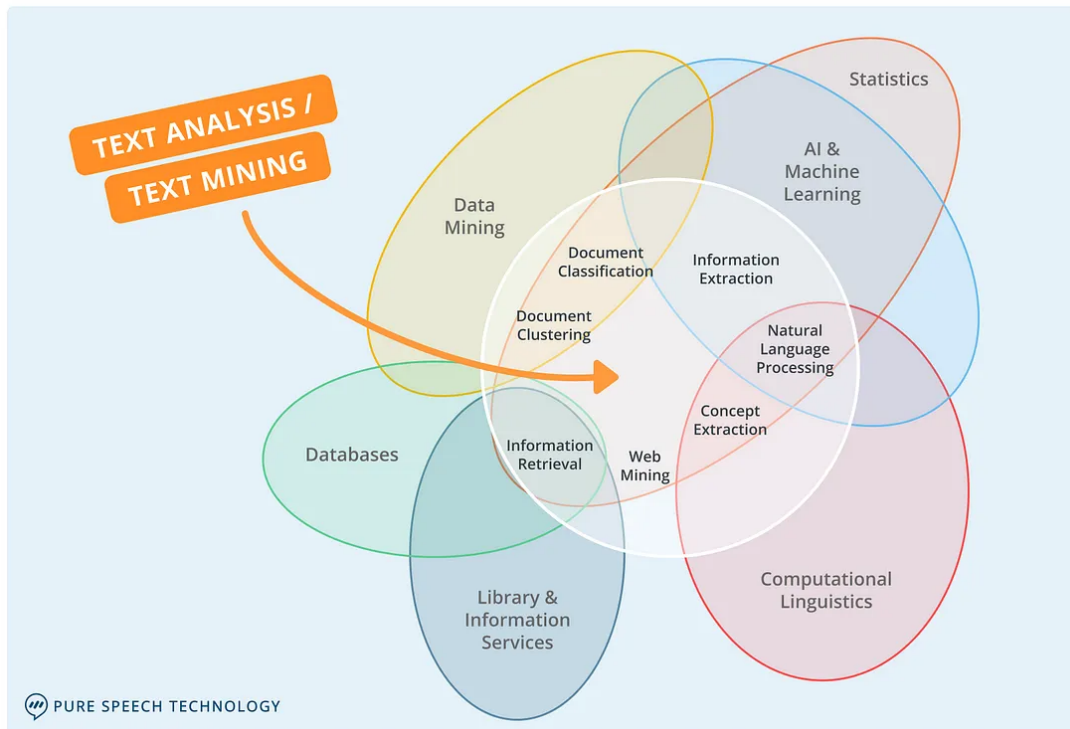 TEXT ANALYSIS /
TEXT MINING
Statistics
AI &
Machine
Learning
Data
Mining
Document
Classification
Information
Extraction
Document
Clustering
Natural
Language
Processing
Concept
Extraction
Databases
Information
Retrieval
Web
Mining
Library &
Information
Services
Computational
Linguistics
PURE SPEECH TECHNOLOGY